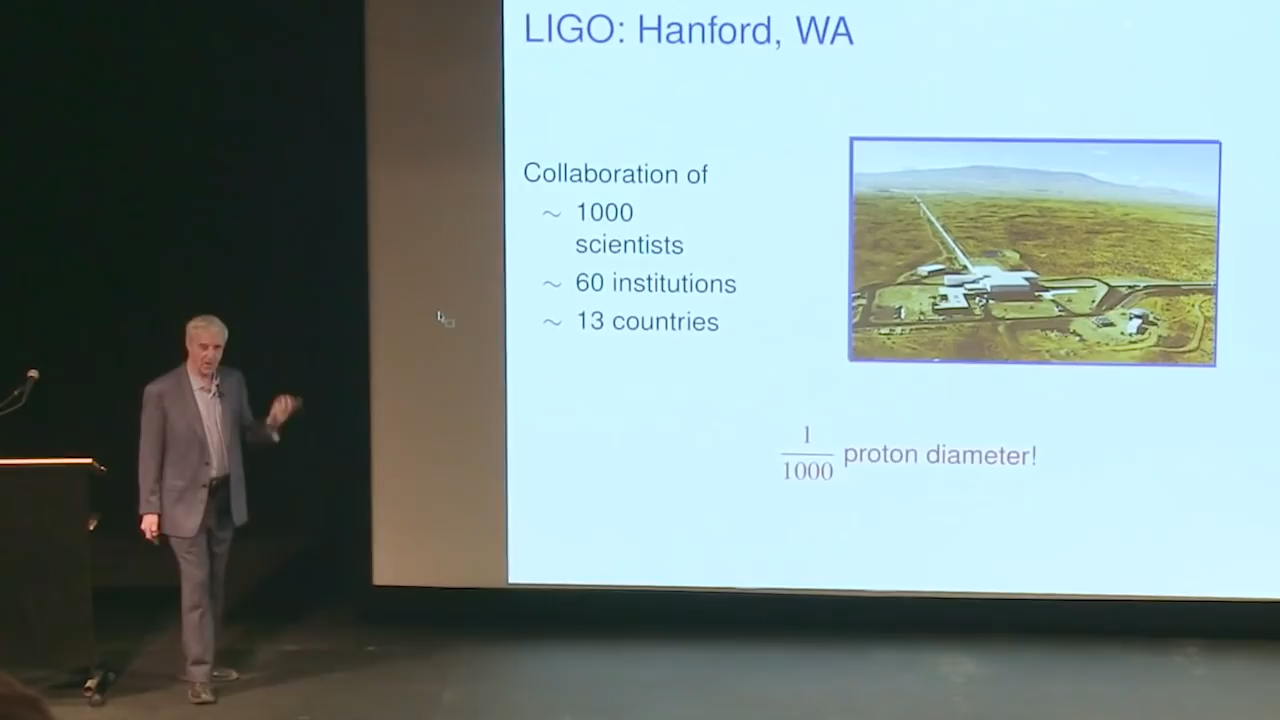 LIGO: Hanford, WA
Collaboration of
~ 1000
scientists
~ 60 institutions
~ 13 countries
1
1000 proton diameter!